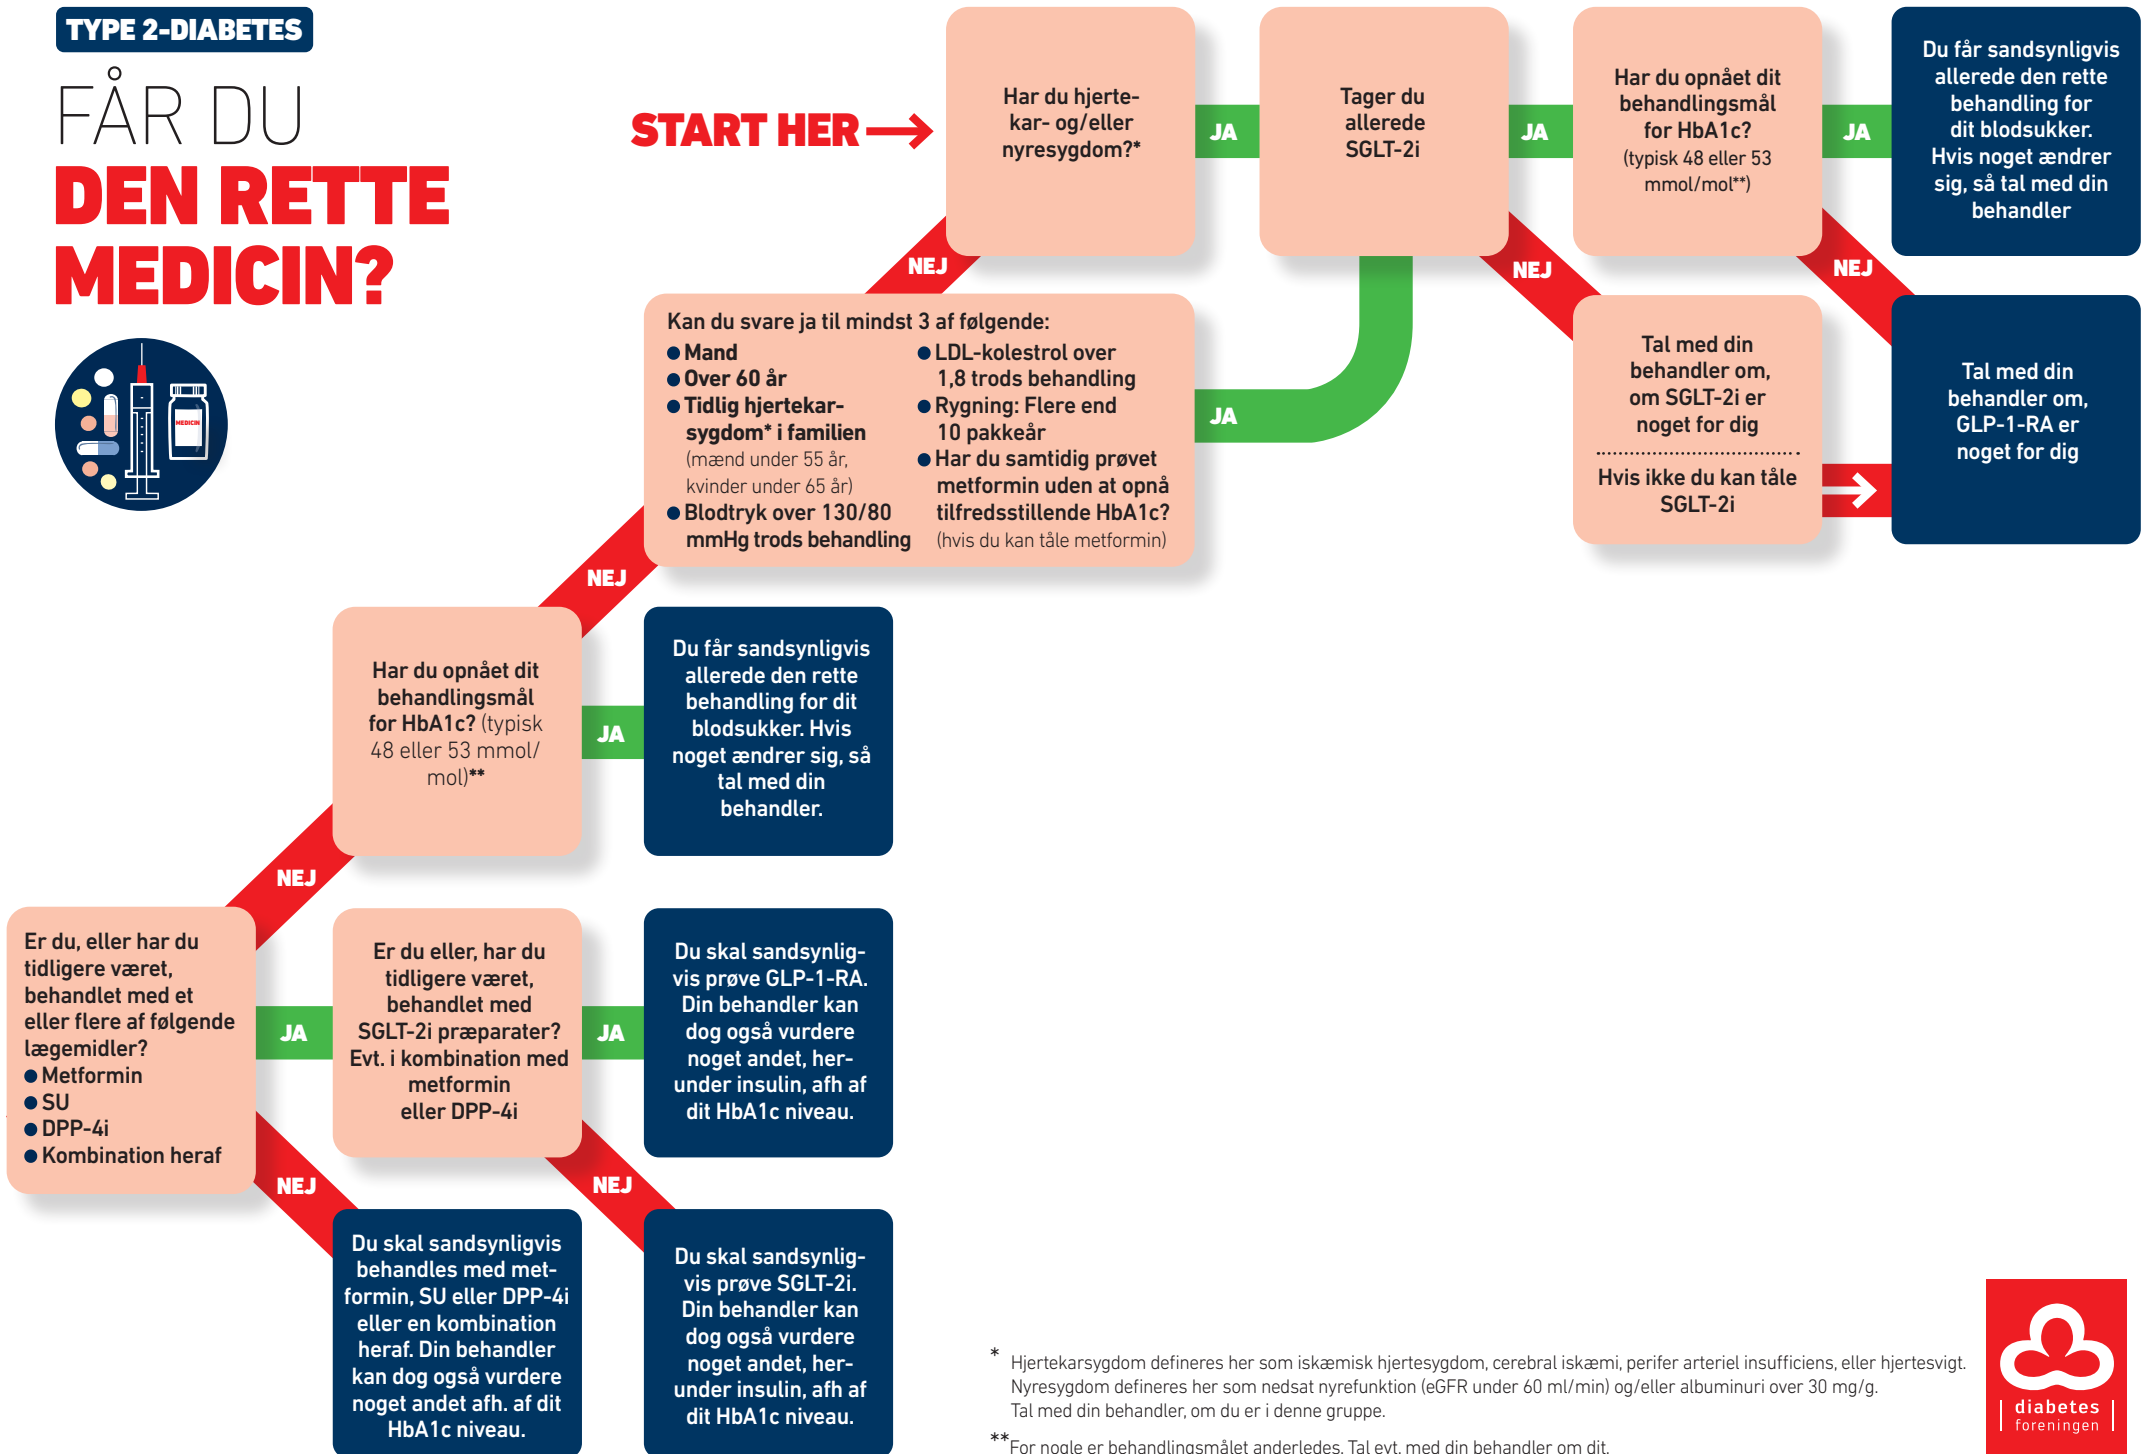 TYPE 2-DIABETES
FÅR DU
DEN RETTE
MEDICIN?
MEDICIN
START HER
Har du hjerte-
kar- og/eller
nyresygdom?*
JA
Tager du
allerede
SGLT-2i
JA
Har du opnået dit
behandlingsmål
for HbA1c?
(typisk 48 eller 53
mmol/mol**)
JA
Du får sandsynligvis
allerede den rette
behandling for
dit blodsukker.
Hvis noget ændrer
sig, så tal med din
behandler
NEJ
NEJ
NEJ
Kan du svare ja til mindst 3 af følgende:
Mand
Over 60 år
Tidlig hjertekar-
sygdom* i familien
(mænd under 55 år,
kvinder under 65 år)
Blodtryk over 130/80
mmHg trods behandling
LDL-kolestrol over
1,8 trods behandling
Rygning: Flere end
10 pakkeår
Har du samtidig prøvet
metformin uden at opnå
tilfredsstillende HbA1c?
(hvis du kan tåle metformin)
JA
Tal med din
behandler om,
om SGLT-2i er
noget for dig
Hvis ikke du kan tåle
SGLT-2i
Tal med din
behandler om,
GLP-1-RA er
noget for dig
NEJ
Har du opnået dit
behandlingsmål
for HbA1c? (typisk
48 eller 53 mmol/
mol)**
JA
Du får sandsynligvis
allerede den rette
behandling for dit
blodsukker. Hvis
noget ændrer sig, så
tal med din
behandler.
NEJ
Er du, eller har du
tidligere været,
behandlet med et
eller flere af følgende
lægemidler?
Metformin
SU
DPP-4i
Kombination heraf
JA
Er du eller, har du
tidligere været,
behandlet med
SGLT-2i præparater?
Evt. i kombination med
metformin
eller DPP-4i
JA
Du skal sandsynlig-
vis prøve GLP-1-RA.
Din behandler kan
dog også vurdere
noget andet, her-
under insulin, afh af
dit HbA1c niveau.
NEJ
NEJ
Du skal sandsynligvis
behandles med met-
formin, SU eller DPP-4i
eller en kombination
heraf. Din behandler
kan dog også vurdere
noget andet afh. af dit
HbA1c niveau.
Du skal sandsynlig-
vis prøve SGLT-2i.
Din behandler kan
dog også vurdere
noget andet, her-
under insulin, afh af
dit HbA1c niveau.
* Hjertekarsygdom defineres her som iskæmisk hjertesygdom, cerebral iskæmi, perifer arteriel insufficiens, eller hjertesvigt.
Nyresygdom defineres her som nedsat nyrefunktion (eGFR under 60 ml/min) og/eller albuminuri over 30 mg/g.
Tal med din behandler, om du er i denne gruppe.
**For nogle er behandlingsmålet anderledes. Tal evt. med din behandler om dit.
diabetes
foreningen